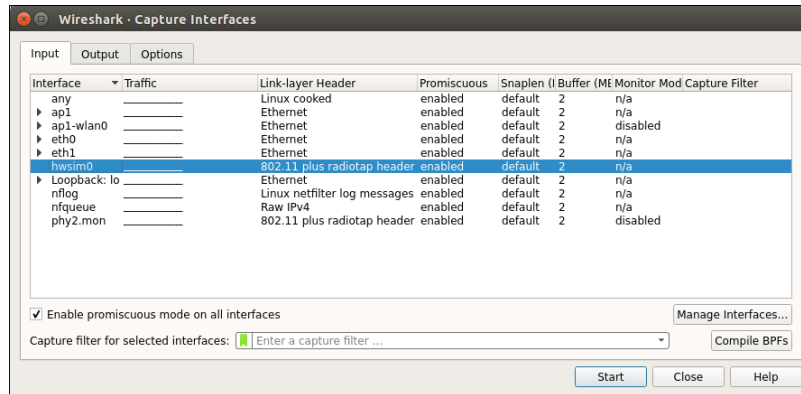 Wireshark · Capture Interfaces
Input Output Options
Interface Traffic Link-layer Header Promiscuous Snaplen ( Buffer (M Monitor Mod Capture Filter
any Linux cooked enabled default 2 n/a
ap1 Ethernet enabled default 2 n/a
ap1-wlan0 Ethernet enabled default 2 disabled
eth0 Ethernet enabled default 2 n/a
eth1 Ethernet enabled default 2 n/a
hwsim0 802.11 plus radiotap header enabled default 2 n/a
Loopback: lo Ethernet enabled default 2 n/a
nflog Linux netfilter log messages enabled default 2 n/a
nfqueue Raw IPv4 enabled default 2 n/a
phy2.mon 802.11 plus radiotap header enabled default 2 disabled
Enable promiscuous mode on all interfaces Manage Interfaces...
Capture filter for selected interfaces: Enter a capture filter ... Compile BPFs
Start Close Help